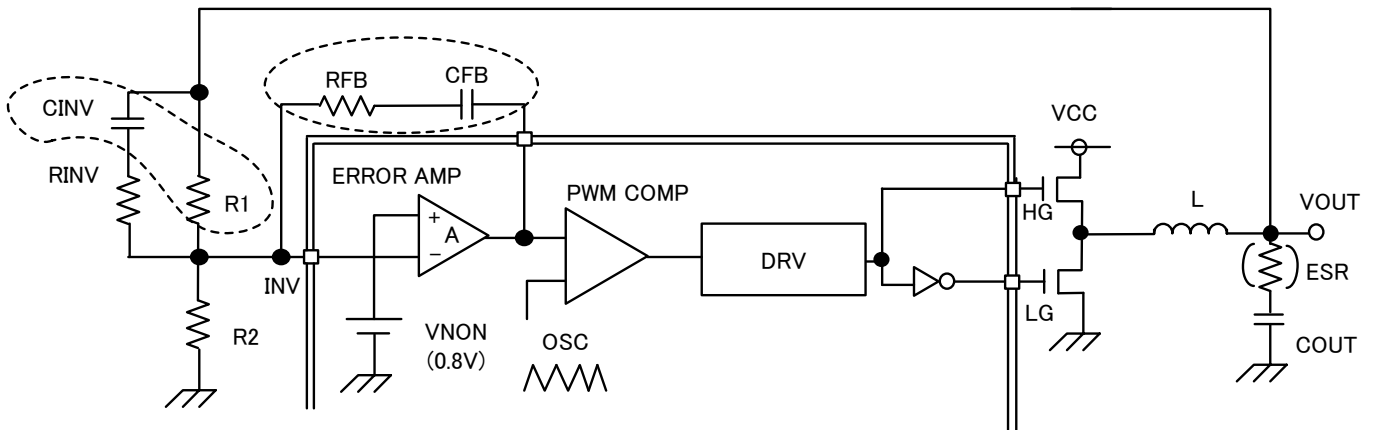 RFB
CFB
CINV
VCC
RINV
ERROR AMP
PWM COMP
R1
L
VOUT
HG
+
A
−
DRV
INV
ESR
LG
R2
VNON
(0.8V)
OSC
COUT